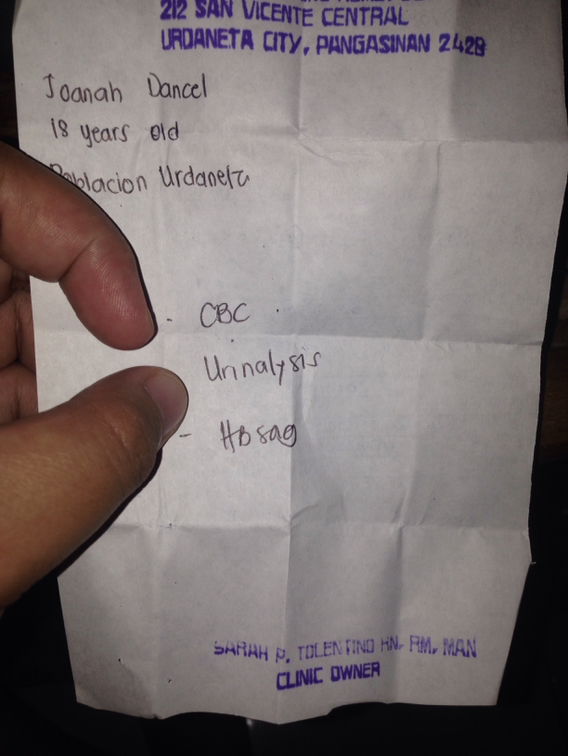 212 SAN VICENTE CENTRAL
URDANETA CITY, PANGASINAN 2428
Joanah Dancel
18 years old
Poblacion Urdaneta
- CBC
Urinalysis
- HBsag
SARAH P. TOLENTINO RN, RM, MAN
CLINIC OWNER